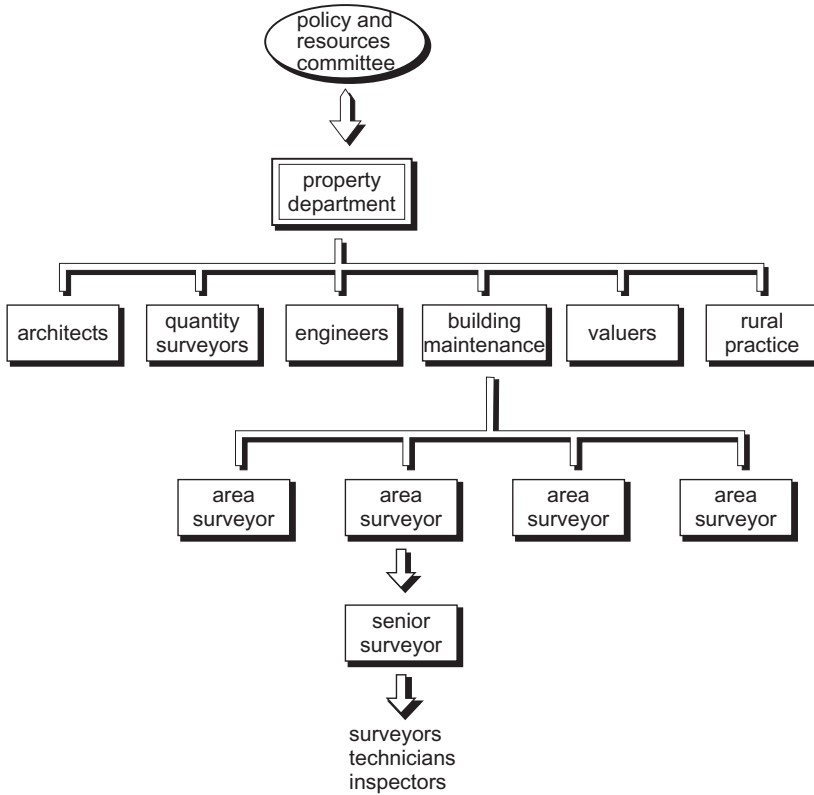 policy and
resources
committee
property
department
architects
quantity
surveyors
engineers
building
maintenance
valuers
rural
practice
area
surveyor
area
surveyor
area
surveyor
area
surveyor
senior
surveyor
surveyors
technicians
inspectors